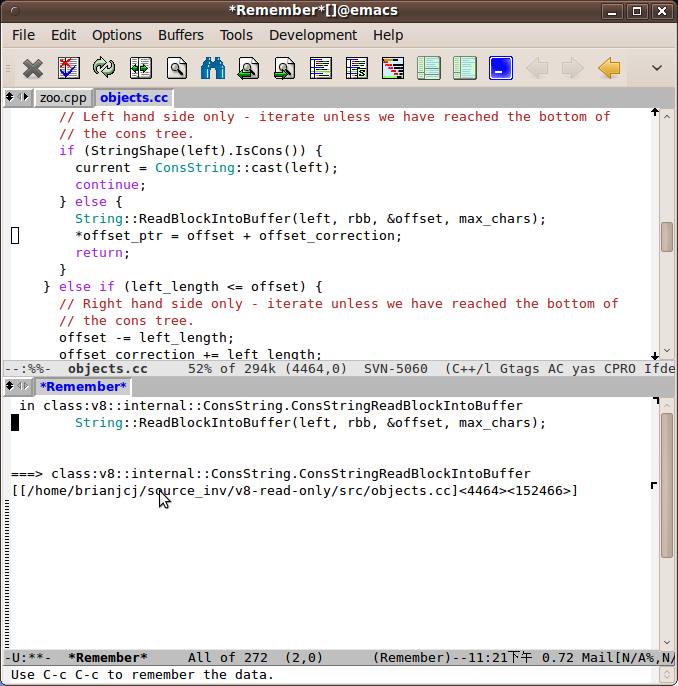 *Remember*[]@emacs
File Edit Options Buffers Tools Development Help
zoo.cpp objects.cc
// Left hand side only - iterate unless we have reached the bottom of
// the cons tree.
if (StringShape(left).IsCons()) {
current = ConsString::cast(left);
continue;
} else {
String::ReadBlockIntoBuffer(left, rbb, &offset, max_chars);
*offset_ptr = offset + offset_correction;
return;
}
} else if (left_length <= offset) {
// Right hand side only - iterate unless we have reached the bottom of
// the cons tree.
offset -= left_length;
offset_correction += left_length;
--:%%- objects.cc 52% of 294k (4464,0) SVN-5060 (C++/l Gtags AC yas CPRO Ifde
*Remember*
in class:v8::internal::ConsString.ConsStringReadBlockIntoBuffer
String::ReadBlockIntoBuffer(left, rbb, &offset, max_chars);
===> class:v8::internal::ConsString.ConsStringReadBlockIntoBuffer
[[/home/brianjcj/source_inv/v8-read-only/src/objects.cc]<4464><152466>]
-U:**- *Remember* All of 272 (2,0) (Remember)--11:21下午 0.72 Mail[N/A%,N/
Use C-c C-c to remember the data.